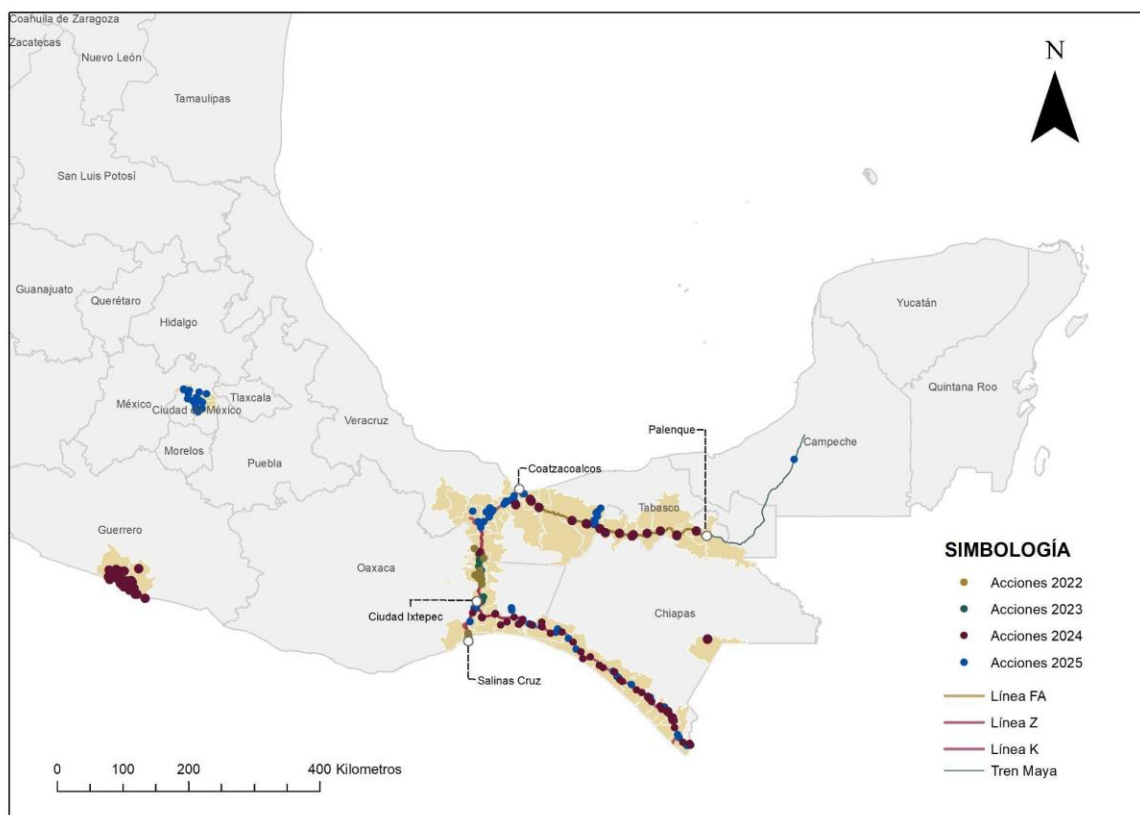 Coahuila de Zaragoza
Zacatecas
Nuevo León
Tamaulipas
N
San Luis Potosí
Guanajuato
Querétaro
Hidalgo
Yucatán
Quintana Roo
México
Ciudad de México
Tlaxcala
Veracruz
Palenque
Campeche
Morelos
Puebla
Coatzacoalcos
Tabasco
Guerrero
Oaxaca
Ciudad Ixtepec
Chiapas
Salinas Cruz
SIMBOLOGÍA
Acciones 2022
Acciones 2023
Acciones 2024
Acciones 2025
Línea FA
Línea Z
Línea K
Tren Maya
0 100 200 400 Kilometros